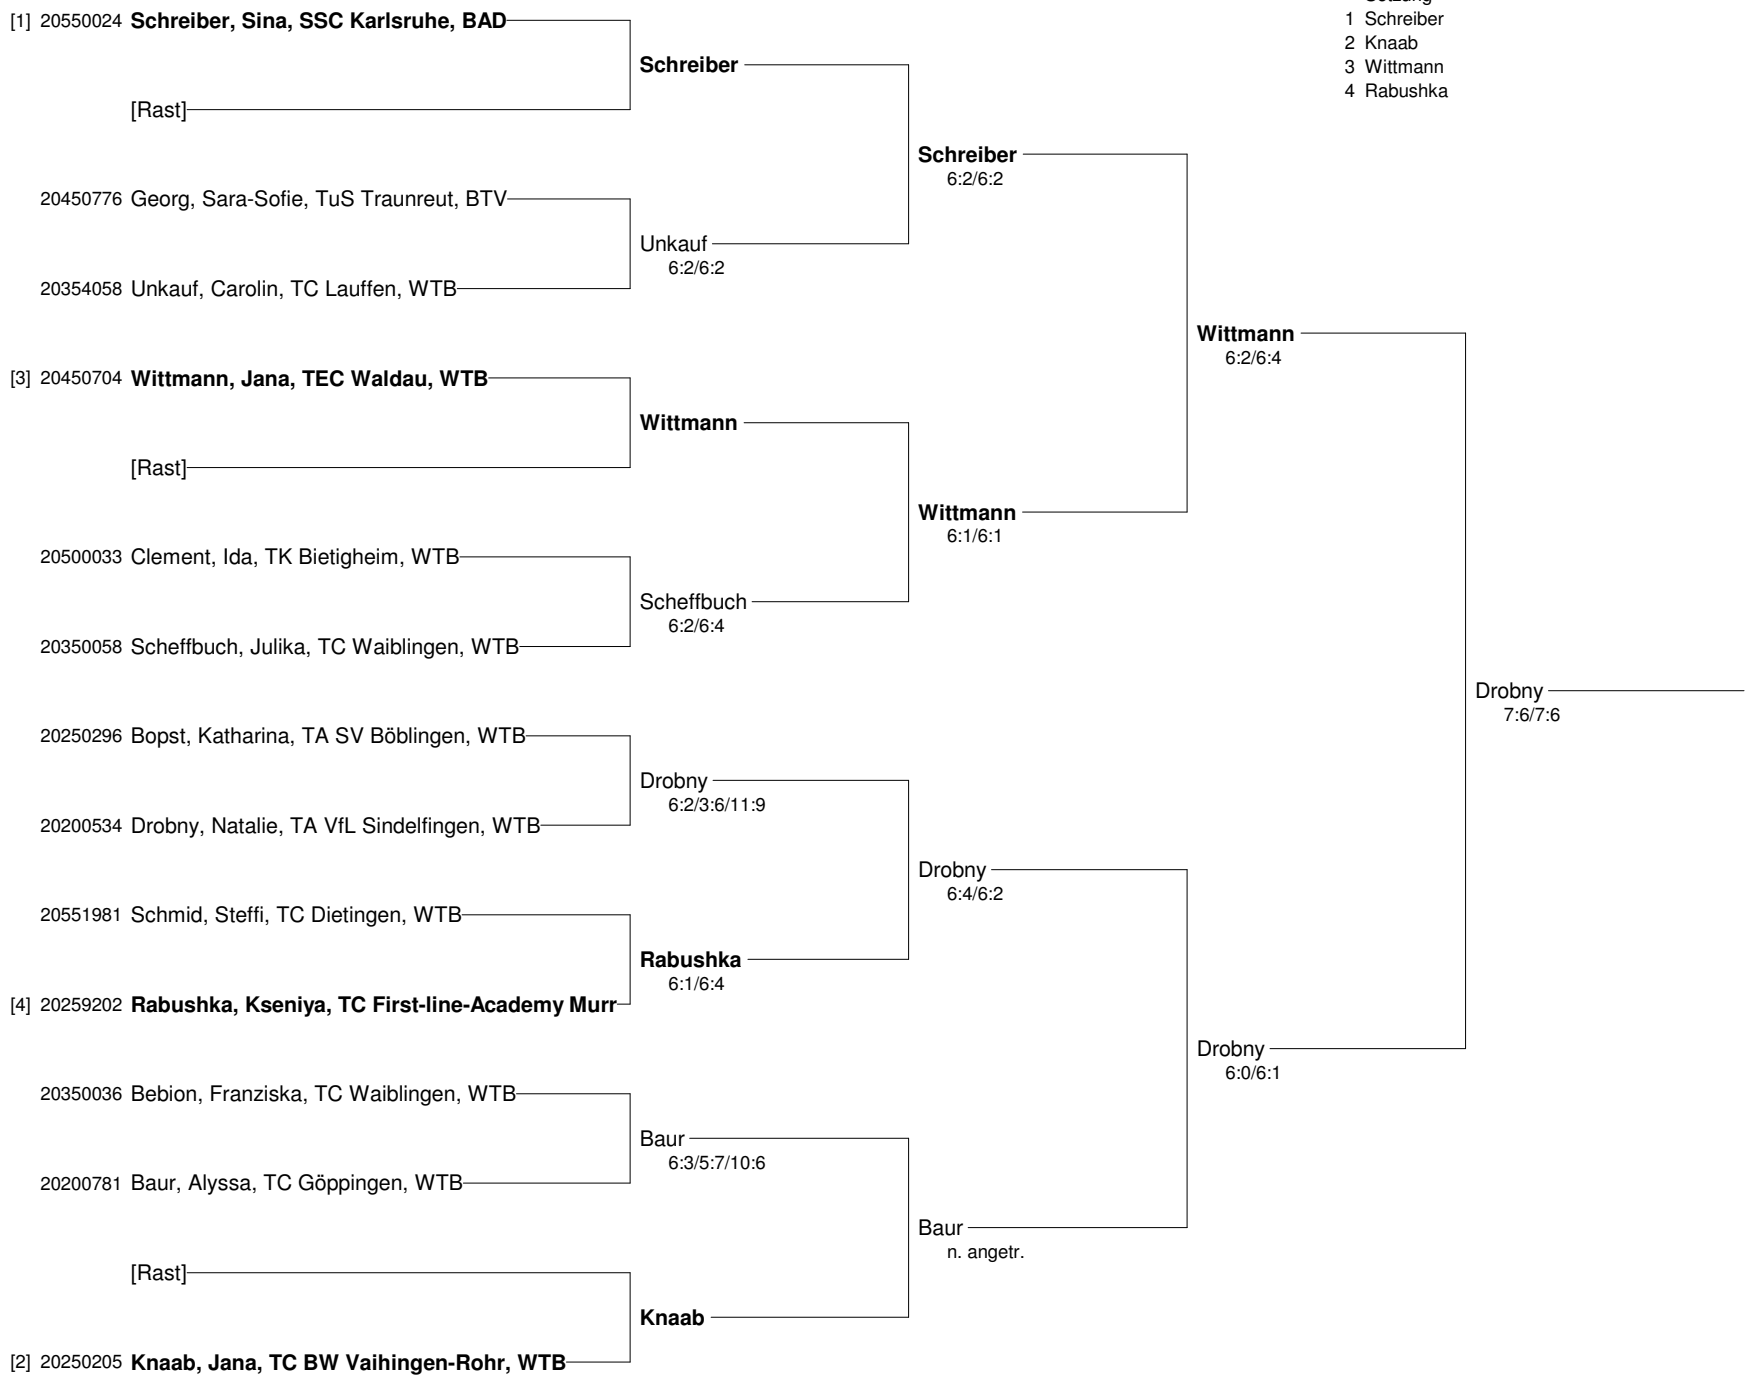 [1] 20550024 Schreiber, Sina, SSC Karlsruhe, BAD
1 Schreiber
2 Knaab
3 Wittmann
4 Rabushka
Schreiber
[Rast]
Schreiber
6:2/6:2
20450776 Georg, Sara-Sofie, TuS Traunreut, BTV
Unkauf
6:2/6:2
20354058 Unkauf, Carolin, TC Lauffen, WTB
Wittmann
6:2/6:4
[3] 20450704 Wittmann, Jana, TEC Waldau, WTB
Wittmann
[Rast]
Wittmann
6:1/6:1
20500033 Clement, Ida, TK Bietigheim, WTB
Scheffbuch
6:2/6:4
20350058 Scheffbuch, Julika, TC Waiblingen, WTB
Drobny
7:6/7:6
20250296 Bopst, Katharina, TA SV Böblingen, WTB
Drobny
6:2/3:6/11:9
20200534 Drobny, Natalie, TA VfL Sindelfingen, WTB
Drobny
6:4/6:2
20551981 Schmid, Steffi, TC Dietingen, WTB
Rabushka
6:1/6:4
[4] 20259202 Rabushka, Kseniya, TC First-line-Academy Murr
Drobny
6:0/6:1
20350036 Bebion, Franziska, TC Waiblingen, WTB
Baur
6:3/5:7/10:6
20200781 Baur, Alyssa, TC Göppingen, WTB
Baur
n. angetr.
[Rast]
Knaab
[2] 20250205 Knaab, Jana, TC BW Vaihingen-Rohr, WTB